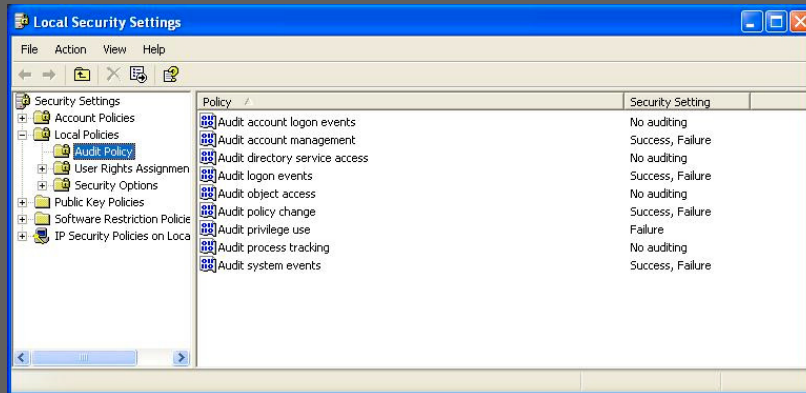 Local Security Settings
File Action View Help
Security Settings
Account Policies
Local Policies
Audit Policy
User Rights Assignmen
Security Options
Public Key Policies
Software Restriction Policie
IP Security Policies on Loca
Policy Security Setting
Audit account logon events No auditing
Audit account management Success, Failure
Audit directory service access No auditing
Audit logon events Success, Failure
Audit object access No auditing
Audit policy change Success, Failure
Audit privilege use Failure
Audit process tracking No auditing
Audit system events Success, Failure